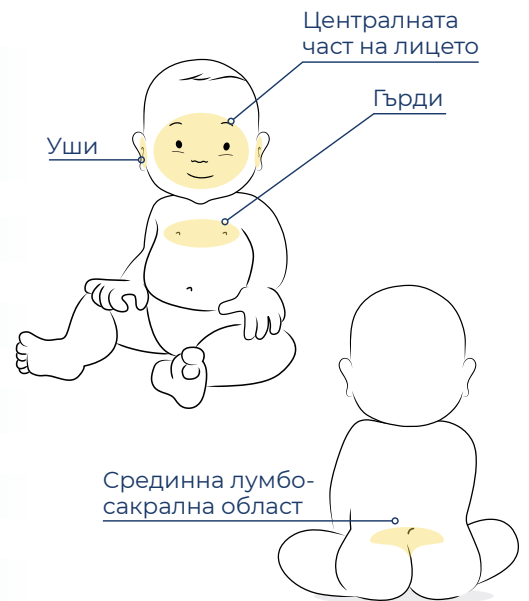 Централната
част на лицето
Гърди
Уши
Срединна лумбо-
сакрална област